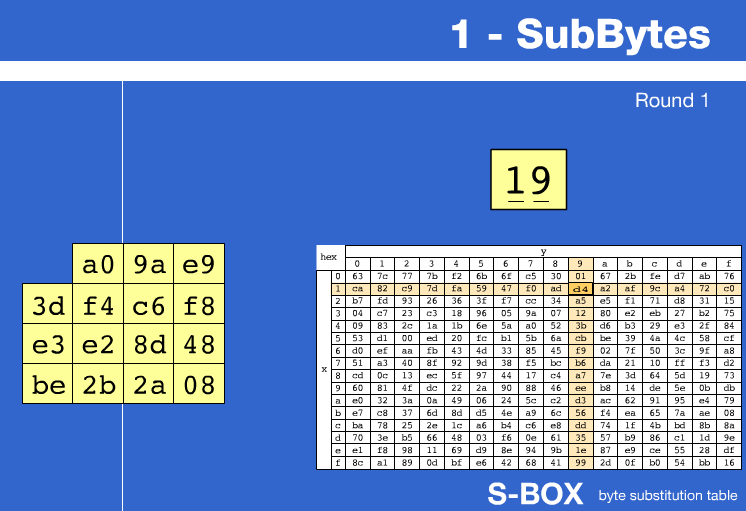 1 - SubBytes
Round 1
19
a0 9a e9
3d f4 c6 f8
e3 e2 8d 48
be 2b 2a 08
hex y
0 1 2 3 4 5 6 7 8 9 a b c d e f
x
0 63 7c 77 7b f2 6b 6f c5 30 01 67 2b fe d7 ab 76
1 ca 82 c9 7d fa 59 47 f0 ad d4 a2 af 9c a4 72 c0
2 b7 fd 93 26 36 3f f7 cc 34 a5 e5 f1 71 d8 31 15
3 04 c7 23 c3 18 96 05 9a 07 12 80 e2 eb 27 b2 75
4 09 83 2c 1a 1b 6e 5a a0 52 3b d6 b3 29 e3 2f 84
5 53 d1 00 ed 20 fc b1 5b 6a cb be 39 4a 4c 58 cf
6 d0 ef aa fb 43 4d 33 85 45 f9 02 7f 50 3c 9f a8
7 51 a3 40 8f 92 9d 38 f5 bc b6 da 21 10 ff f3 d2
8 cd 0c 13 ec 5f 97 44 17 c4 a7 7e 3d 64 5d 19 73
9 60 81 4f dc 22 2a 90 88 46 ee b8 14 de 5e 0b db
a e0 32 3a 0a 49 06 24 5c c2 d3 ac 62 91 95 e4 79
b e7 c8 37 6d 8d d5 4e a9 6c 56 f4 ea 65 7a ae 08
c ba 78 25 2e 1c a6 b4 c6 e8 dd 74 1f 4b bd 8b 8a
d 70 3e b5 66 48 03 f6 0e 61 35 57 b9 86 c1 1d 9e
e e1 f8 98 11 69 d9 8e 94 9b 1e 87 e9 ce 55 28 df
f 8c a1 89 0d bf e6 42 68 41 99 2d 0f b0 54 bb 16
S-BOX byte substitution table